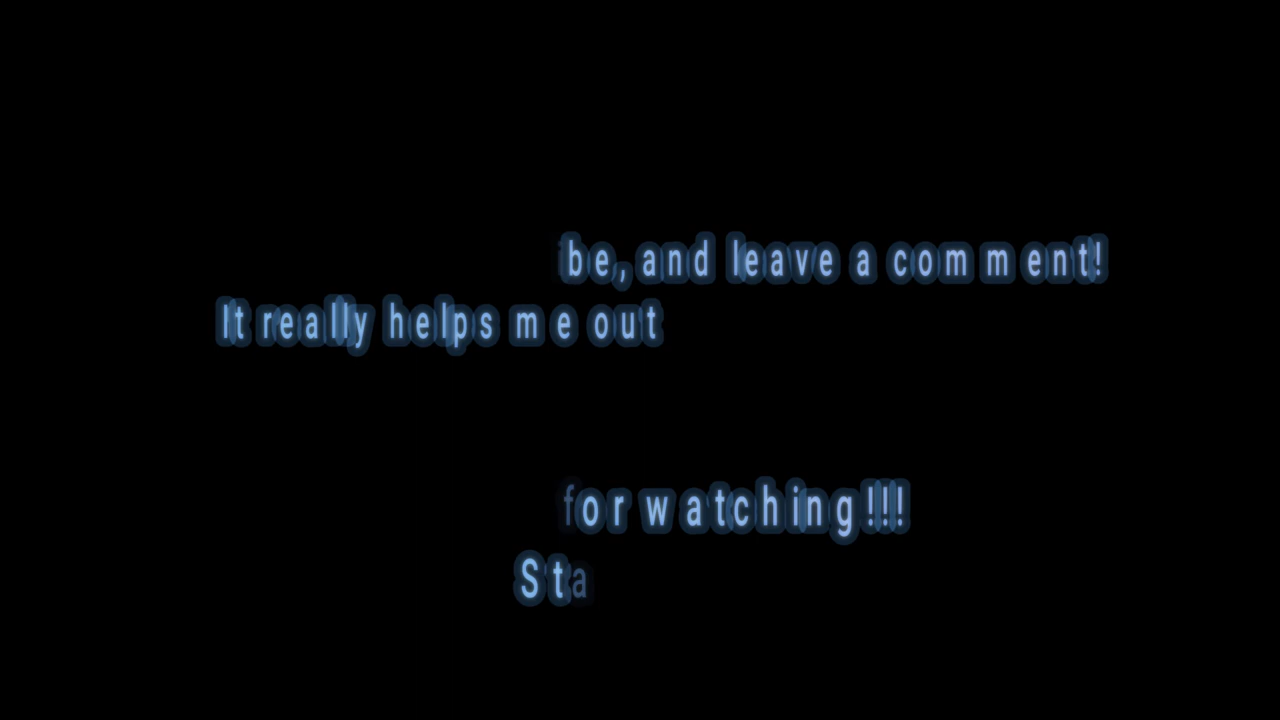 be, and leave a comment!
It really helps me out
for watching!!!
Sta